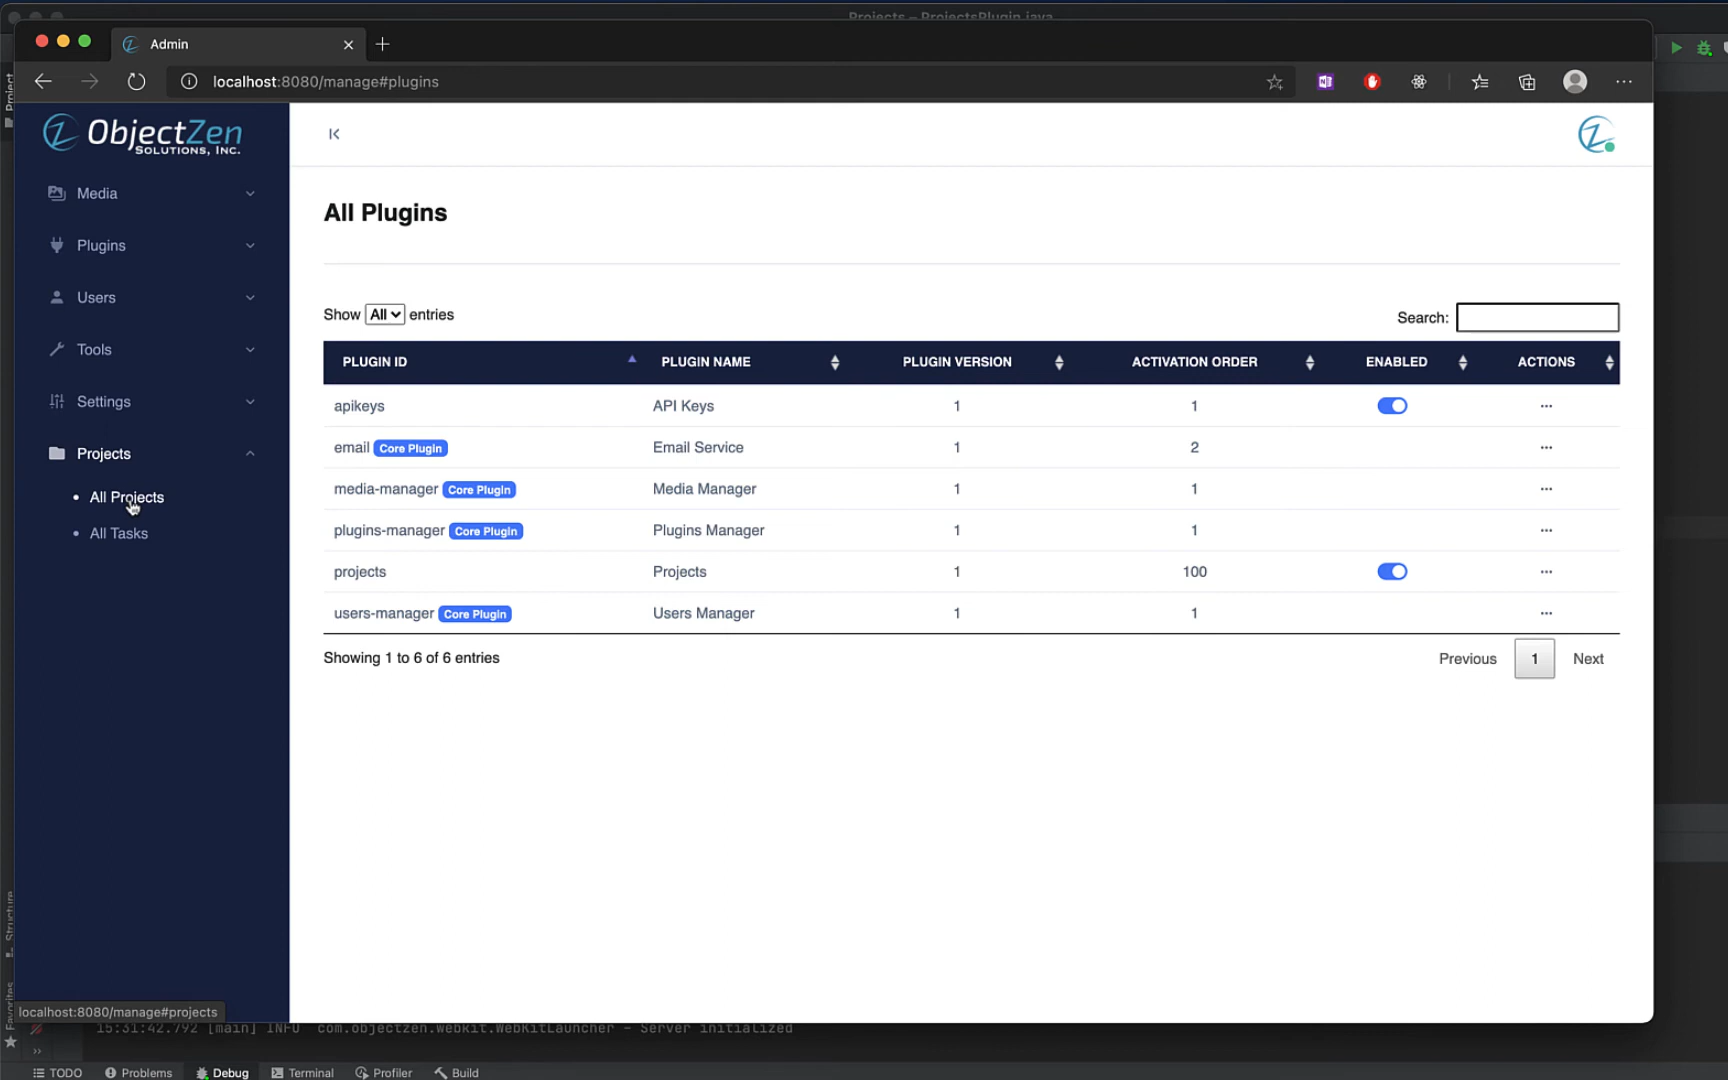 Projects – ProjectsPlugin.java
Admin
localhost:8080/manage#plugins
Project
ObjectZen
SOLUTIONS, INC.
Media
Plugins
Users
Tools
Settings
Projects
All Projects
All Tasks
All Plugins
Show All entries
Search:
PLUGIN ID PLUGIN NAME PLUGIN VERSION ACTIVATION ORDER ENABLED ACTIONS
apikeys API Keys 1 1 ...
email Core Plugin Email Service 1 2 ...
media-manager Core Plugin Media Manager 1 1 ...
plugins-manager Core Plugin Plugins Manager 1 1 ...
projects Projects 1 100 ...
users-manager Core Plugin Users Manager 1 1 ...
Showing 1 to 6 of 6 entries
Previous 1 Next
Structure
Favorites
localhost:8080/manage#projects
15:31:42.792 [main] INFO com.objectzen.webkit.WebKitLauncher – Server initialized
TODO Problems Debug Terminal Profiler Build